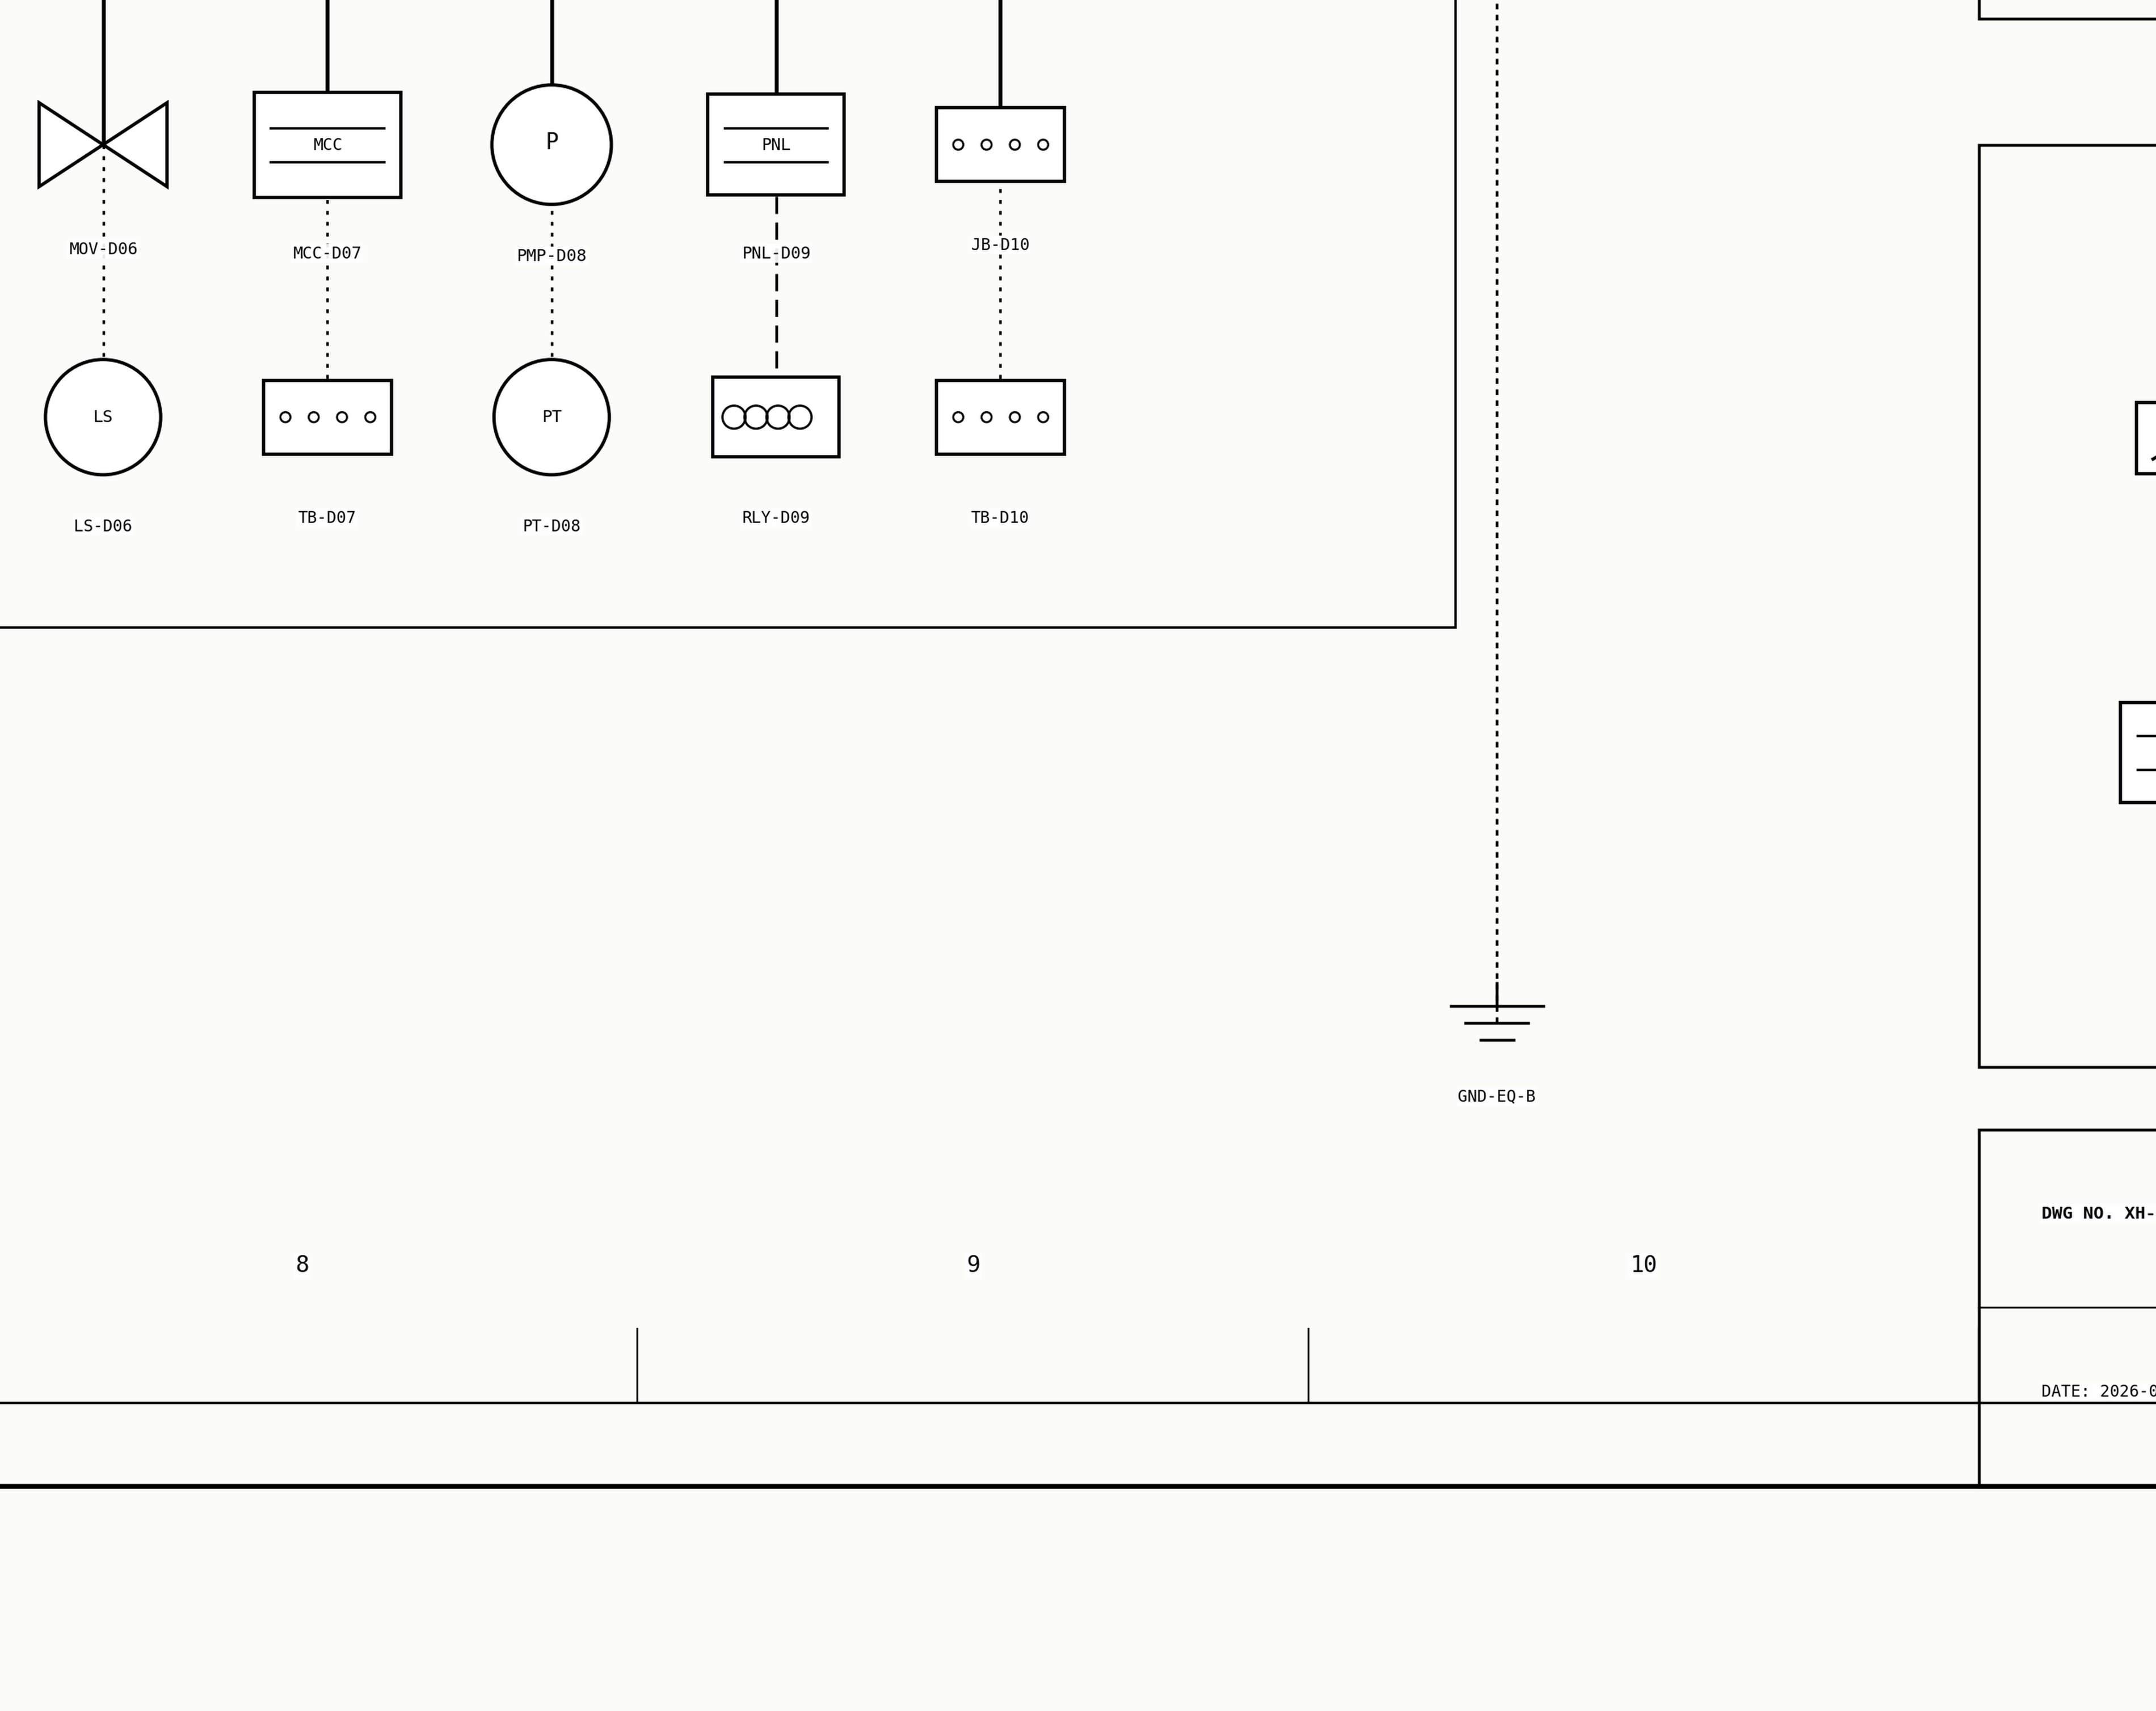 MCC
P
PNL
MOV-D06
MCC-D07
PMP-D08
PNL-D09
JB-D10
LS
PT
LS-D06
TB-D07
PT-D08
RLY-D09
TB-D10
GND-EQ-B
DWG NO. XH-
8
9
10
DATE: 2026-0